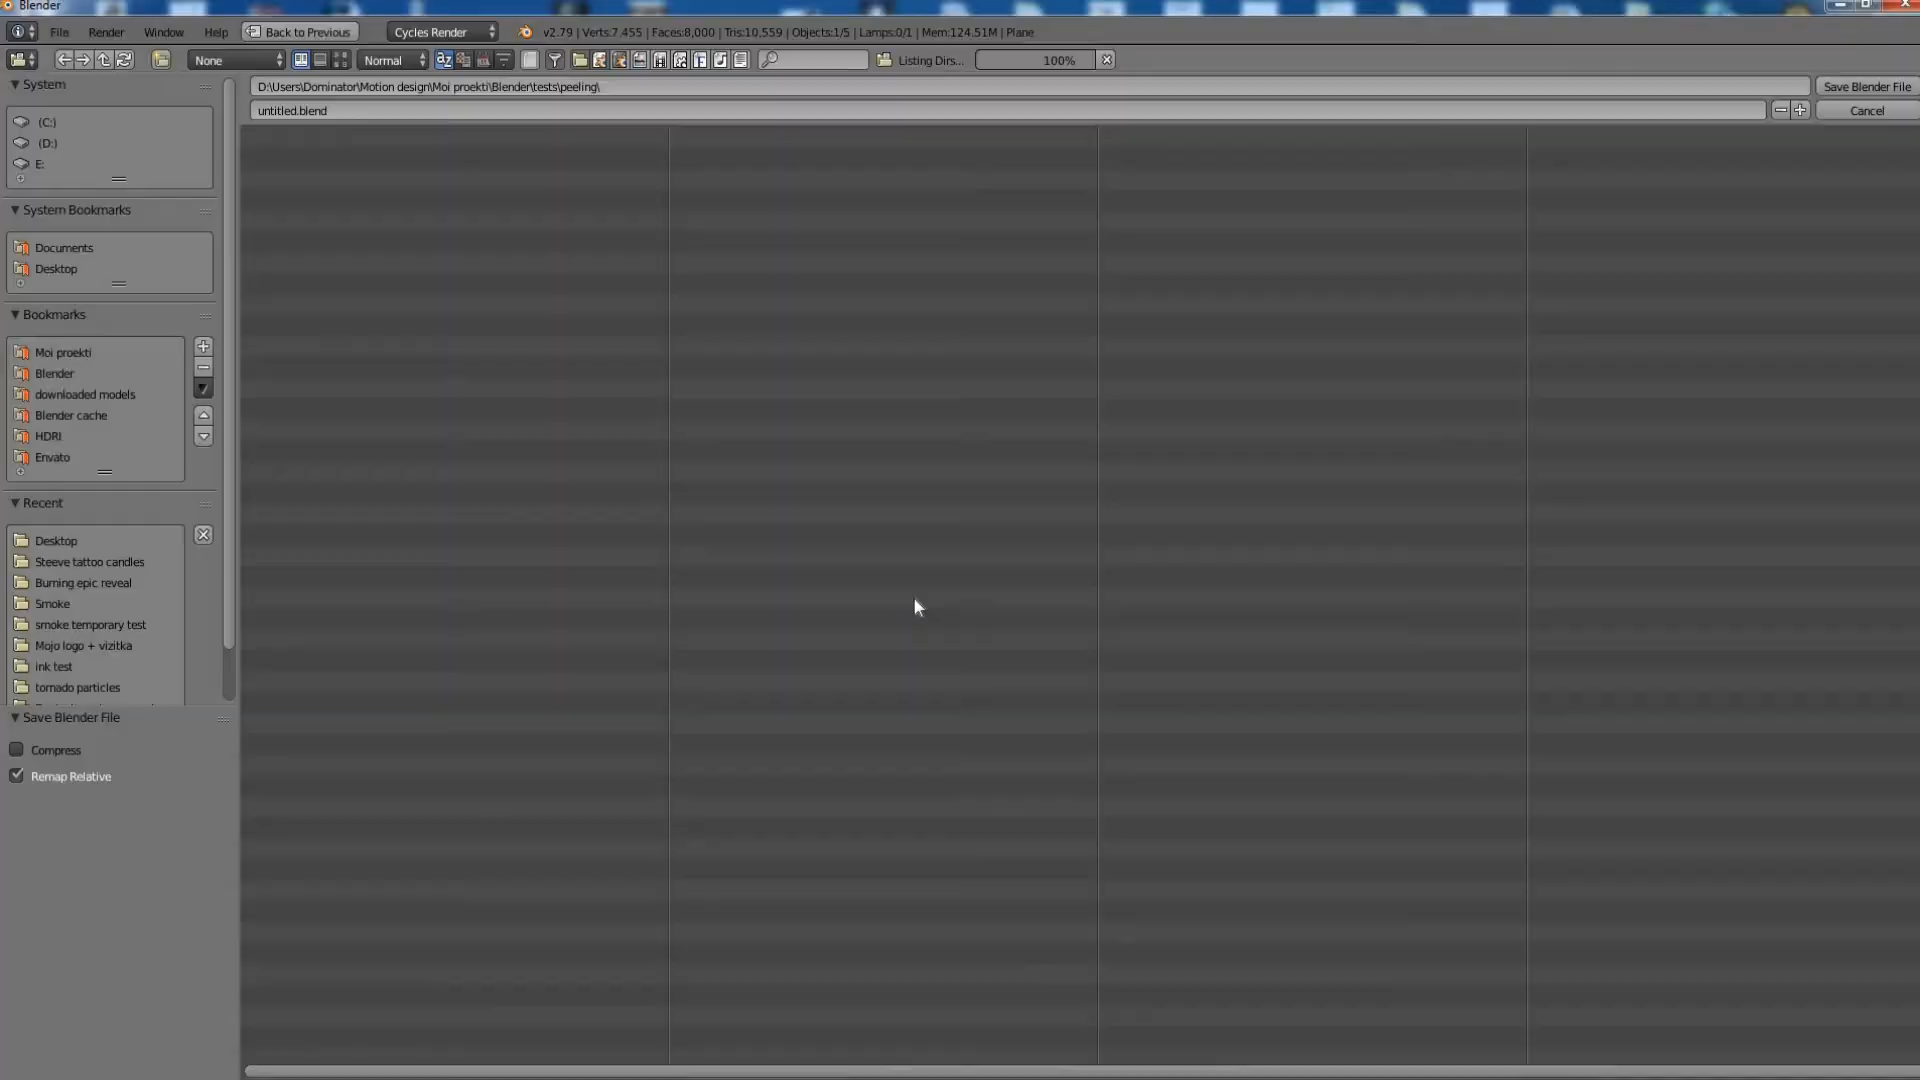 Blender
File Render Window Help Back to Previous Cycles Render v2.79 | Verts:7,455 | Faces:8,000 | Tris:10,559 | Objects:1/5 | Lamps:0/1 | Mem:124.51M | Plane
None Normal Listing Dirs... 100%
System
D:\Users\Dominator\Motion design\Moi proekti\Blender\tests\peeling\ Save Blender File
untitled.blend Cancel
(C:)
(D:)
E:
System Bookmarks
Documents
Desktop
Bookmarks
Moi proekti
Blender
downloaded models
Blender cache
HDRI
Envato
Recent
Desktop
Steeve tattoo candles
Burning epic reveal
Smoke
smoke temporary test
Mojo logo + vizitka
ink test
tornado particles
Save Blender File
Compress
Remap Relative